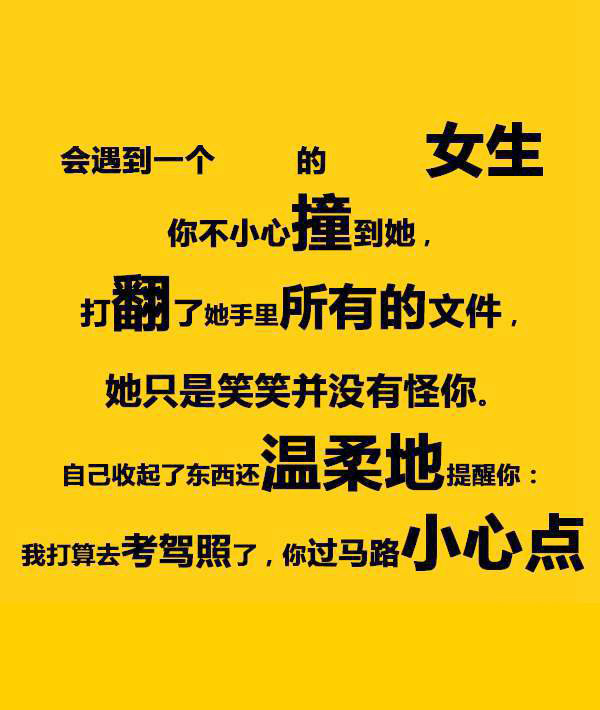 会遇到一个 的 女生
你不小心撞到她，
打翻了她手里所有的文件，
她只是笑笑并没有怪你。
自己收起了东西还温柔地提醒你：
我打算去考驾照了，你过马路小心点